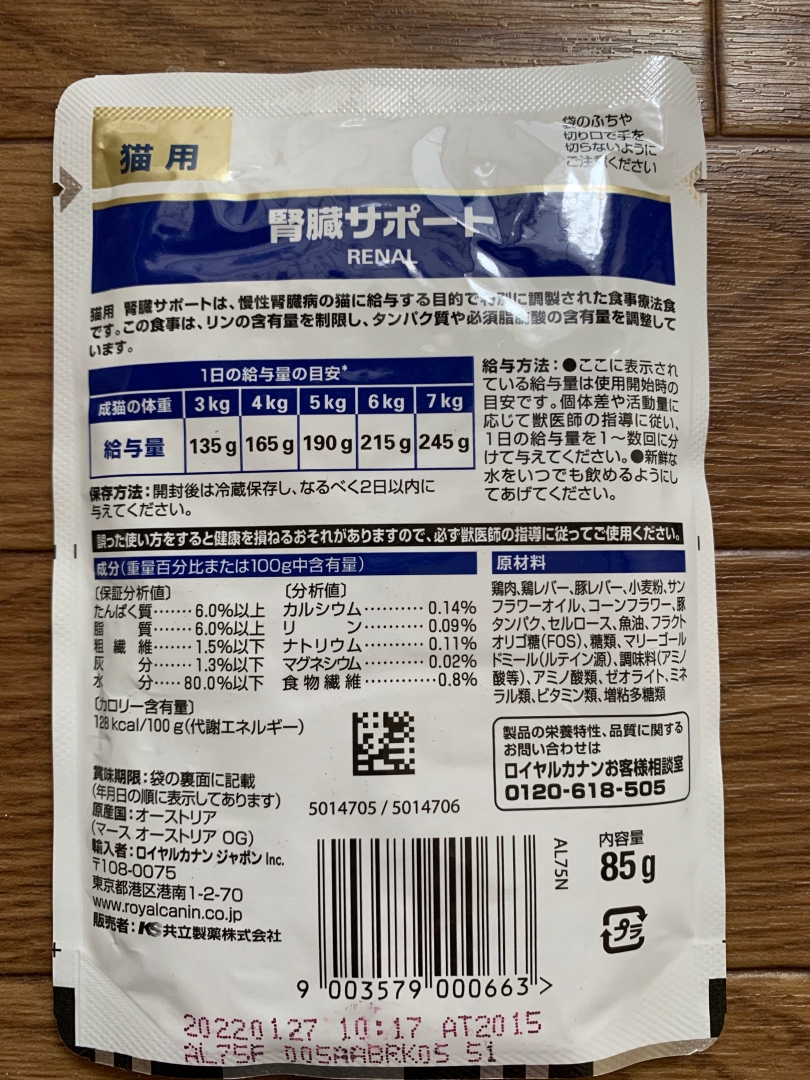 猫用
袋のふちや
切り口で手を
切らないように
ご注意ください
腎臓サポート
RENAL
猫用 腎臓サポートは、慢性腎臓病の猫に給与する目的で特別に調製された食事療法食
です。この食事は、リンの含有量を制限し、タンパク質や必須脂肪酸の含有量を調整して
います。
1日の給与量の目安*
成猫の体重 3kg 4kg 5kg 6kg 7kg
給与量 135g 165g 190g 215g 245g
保存方法:開封後は冷蔵保存し、なるべく2日以内に
与えてください。
給与方法:●ここに表示され
ている給与量は使用開始時の
目安です。個体差や活動量に
応じて獣医師の指導に従い、
1日の給与量を1〜数回に分
けて与えてください。●新鮮な
水をいつでも飲めるようにし
てあげてください。
誤った使い方をすると健康を損ねるおそれがありますので、必ず獣医師の指導に従ってご使用ください。
成分(重量百分比または100g中含有量)
〔保証分析値〕
たんぱく質‥‥‥6.0%以上
脂質‥‥‥6.0%以上
粗繊維‥‥‥1.5%以下
灰分‥‥‥1.3%以下
水分‥‥‥80.0%以下
〔カロリー含有量〕
128kcal/100g(代謝エネルギー)
〔分析値〕
カルシウム‥‥‥‥0.14%
リン‥‥‥‥0.09%
ナトリウム‥‥‥‥0.11%
マグネシウム‥‥‥‥0.02%
食物繊維‥‥‥‥0.8%
原材料
鶏肉、鶏レバー、豚レバー、小麦粉、サン
フラワーオイル、コーンフラワー、豚
タンパク、セルロース、魚油、フラクト
オリゴ糖(FOS)、糖類、マリーゴール
ドミール(ルテイン源)、調味料(アミノ
酸等)、アミノ酸類、ゼオライト、ミネ
ラル類、ビタミン類、増粘多糖類
製品の栄養特性、品質に関する
お問い合わせは
ロイヤルカナンお客様相談室
0120-618-505
賞味期限:袋の裏面に記載
(年月日の順に表示してあります)
原産国:オーストリア
(マース オーストリア OG)
輸入者:ロイヤルカナン ジャポン Inc.
〒108-0075
東京都港区港南1-2-70
www.royalcanin.co.jp
販売者:KS共立製薬株式会社
5014705 / 5014706
AL75N
内容量
85g
プラ
9 003579 000663 >
20220127 10:17 AT2015
AL75F 005AABRKD5 51